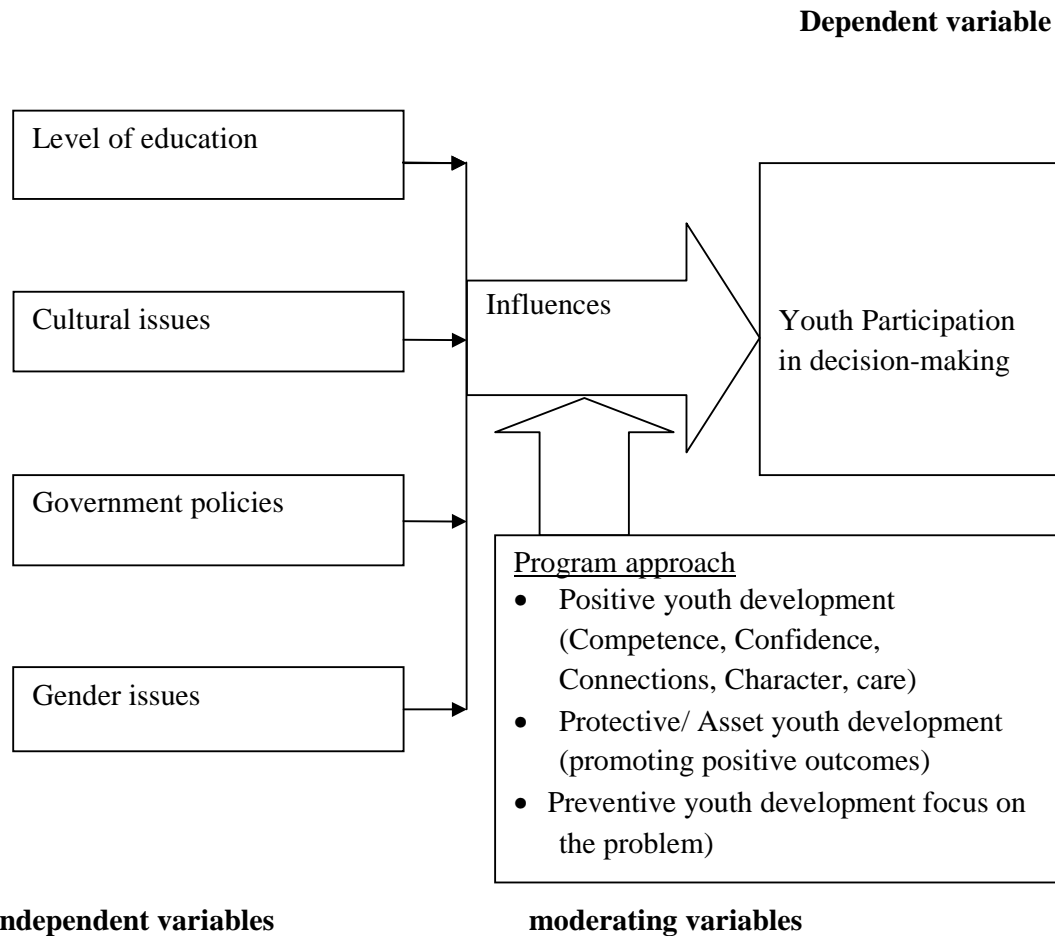 Dependent variable
Level of education
Cultural issues
Influences
Youth Participation
in decision-making
Government policies
Program approach
• Positive youth development
(Competence, Confidence,
Connections, Character, care)
• Protective/ Asset youth development
(promoting positive outcomes)
• Preventive youth development focus on
the problem)
Gender issues
ndependent variables
moderating variables